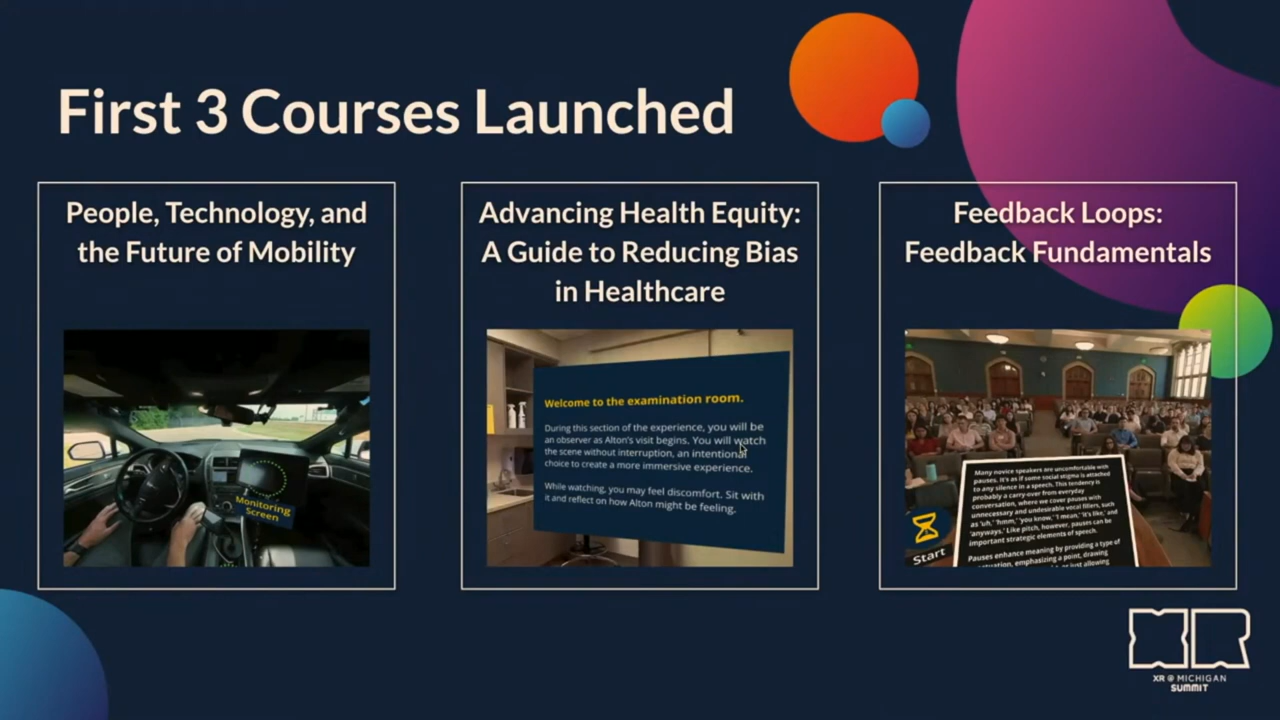 First 3 Courses Launched
People, Technology, and
the Future of Mobility
Monitoring
Screen
Advancing Health Equity:
A Guide to Reducing Bias
in Healthcare
Welcome to the examination room.
During this section of the experience, you will be
an observer as Alton's visit begins. You will watch
the scene without interruption, an intentional
choice to create a more immersive experience.
While watching, you may feel discomfort. Sit with
it and reflect on how Alton might be feeling.
Feedback Loops:
Feedback Fundamentals
Many novice speakers are uncomfortable with
pauses. It's as if some social stigma is attached
to any silence in a speech. This tendency is
probably a carry-over from everyday
conversation, where we cover pauses with
unnecessary and undesirable vocal fillers, such
as 'uh,' 'hmm,' 'you know,' 'I mean,' 'it's like,' and
'anyways.' Like pitch, however, pauses can be
important strategic elements of speech.
Pauses enhance meaning by providing a type of
emphasizing a point, drawing
just allowing
Start
XR @ MICHIGAN
SUMMIT